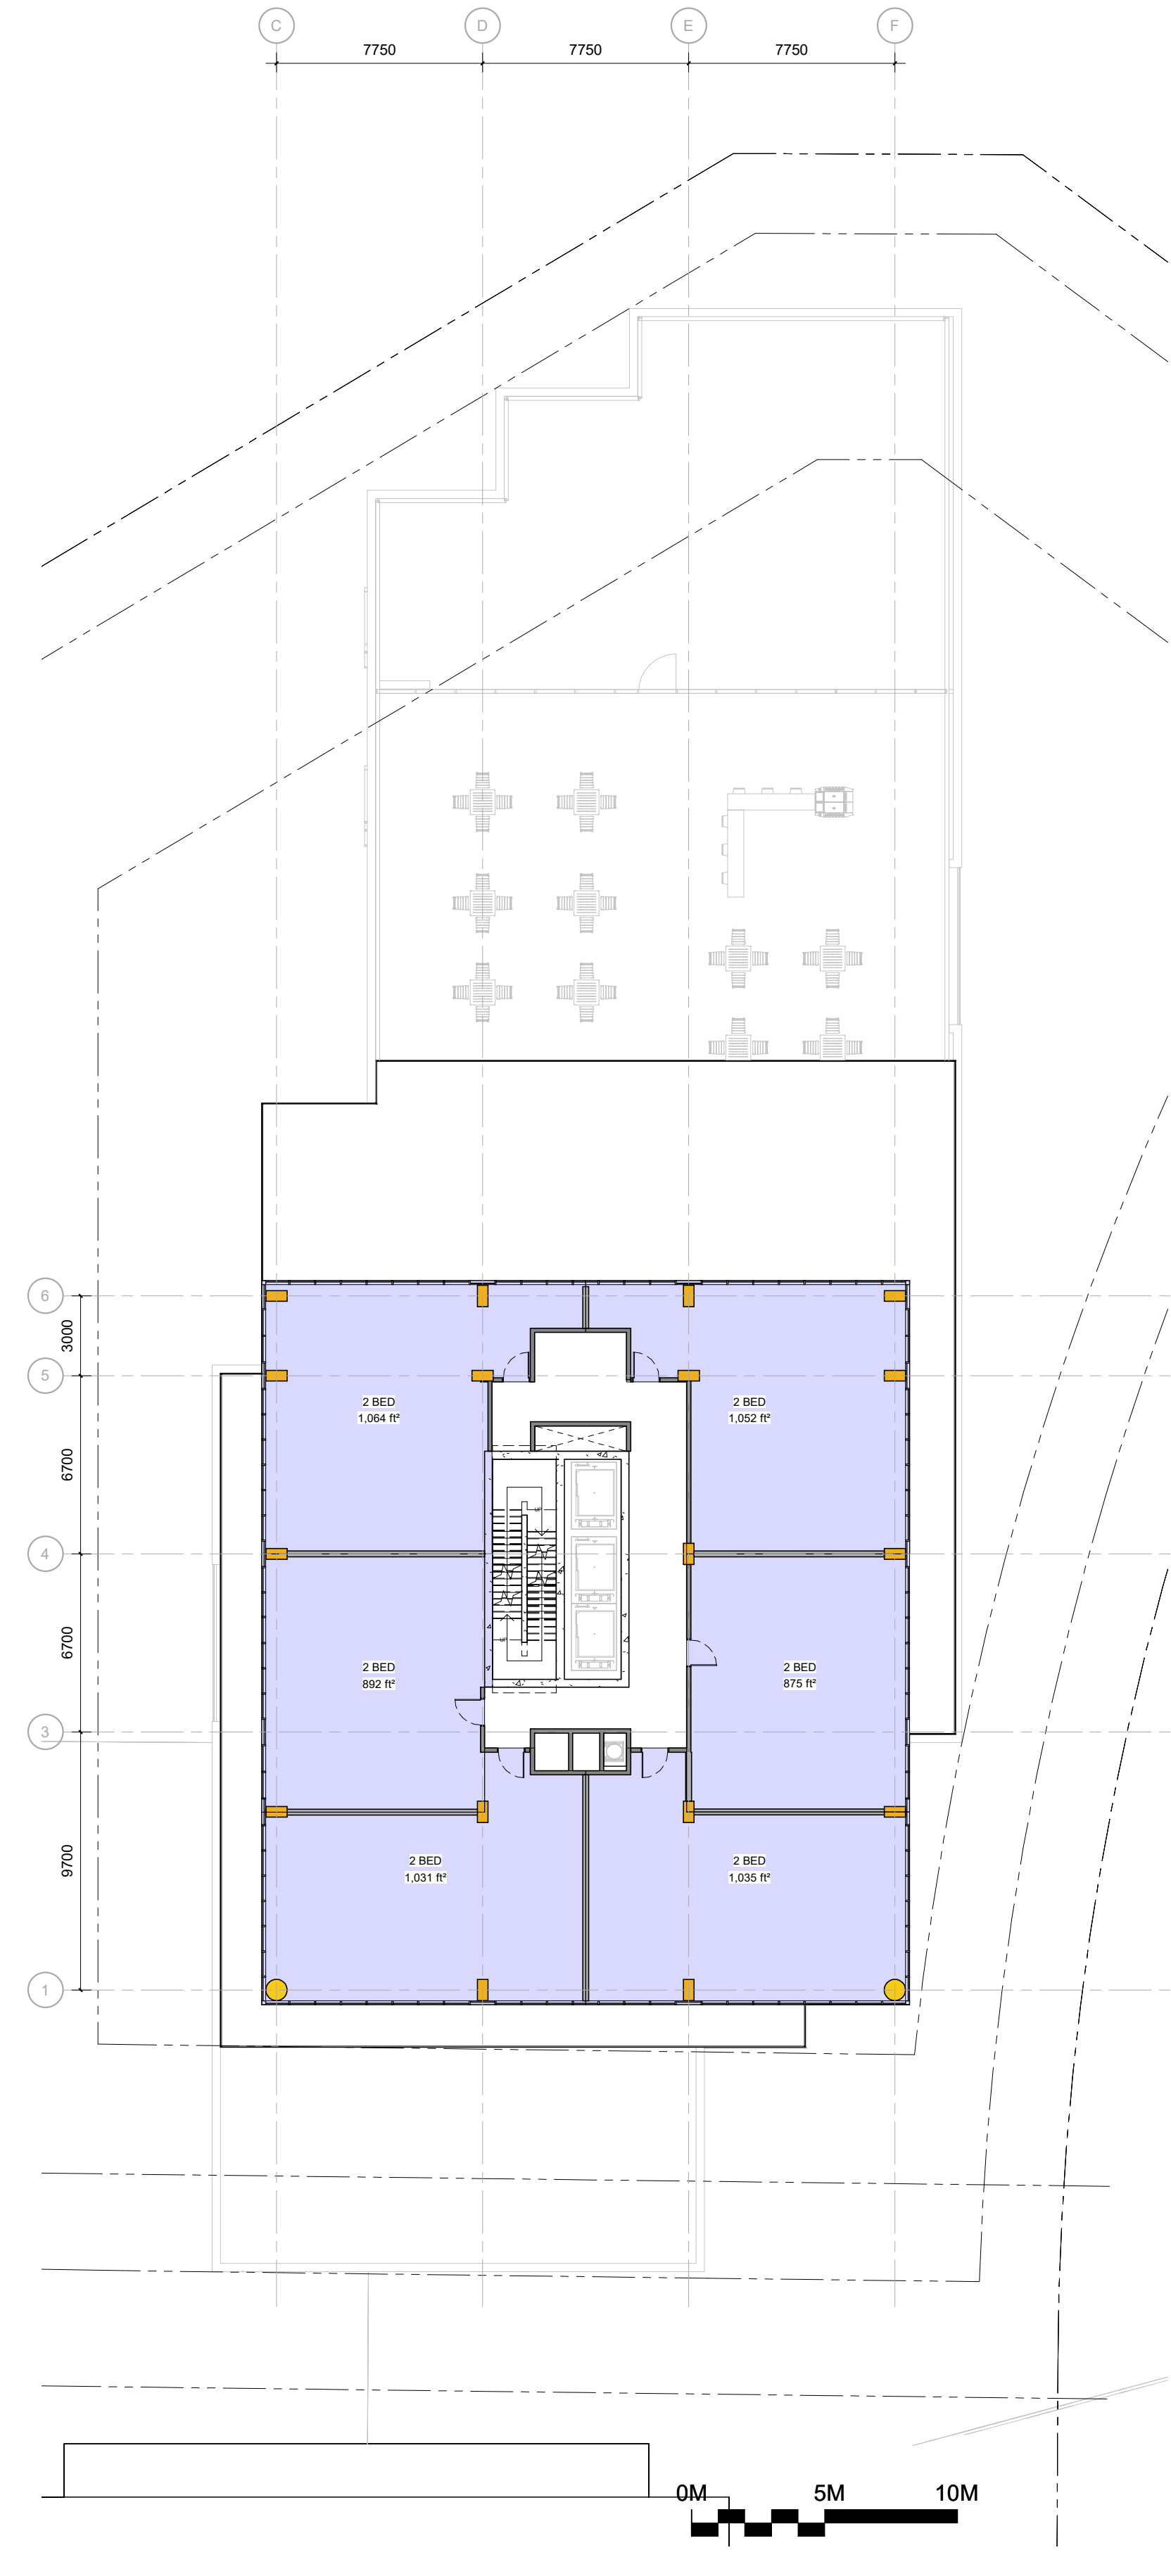 C
D
E
F
7750
7750
7750
6
3000
5
2 BED
1,064 ft²
2 BED
1,052 ft²
6700
4
6700
2 BED
892 ft²
2 BED
875 ft²
3
9700
2 BED
1,031 ft²
2 BED
1,035 ft²
1
0M
5M
10M